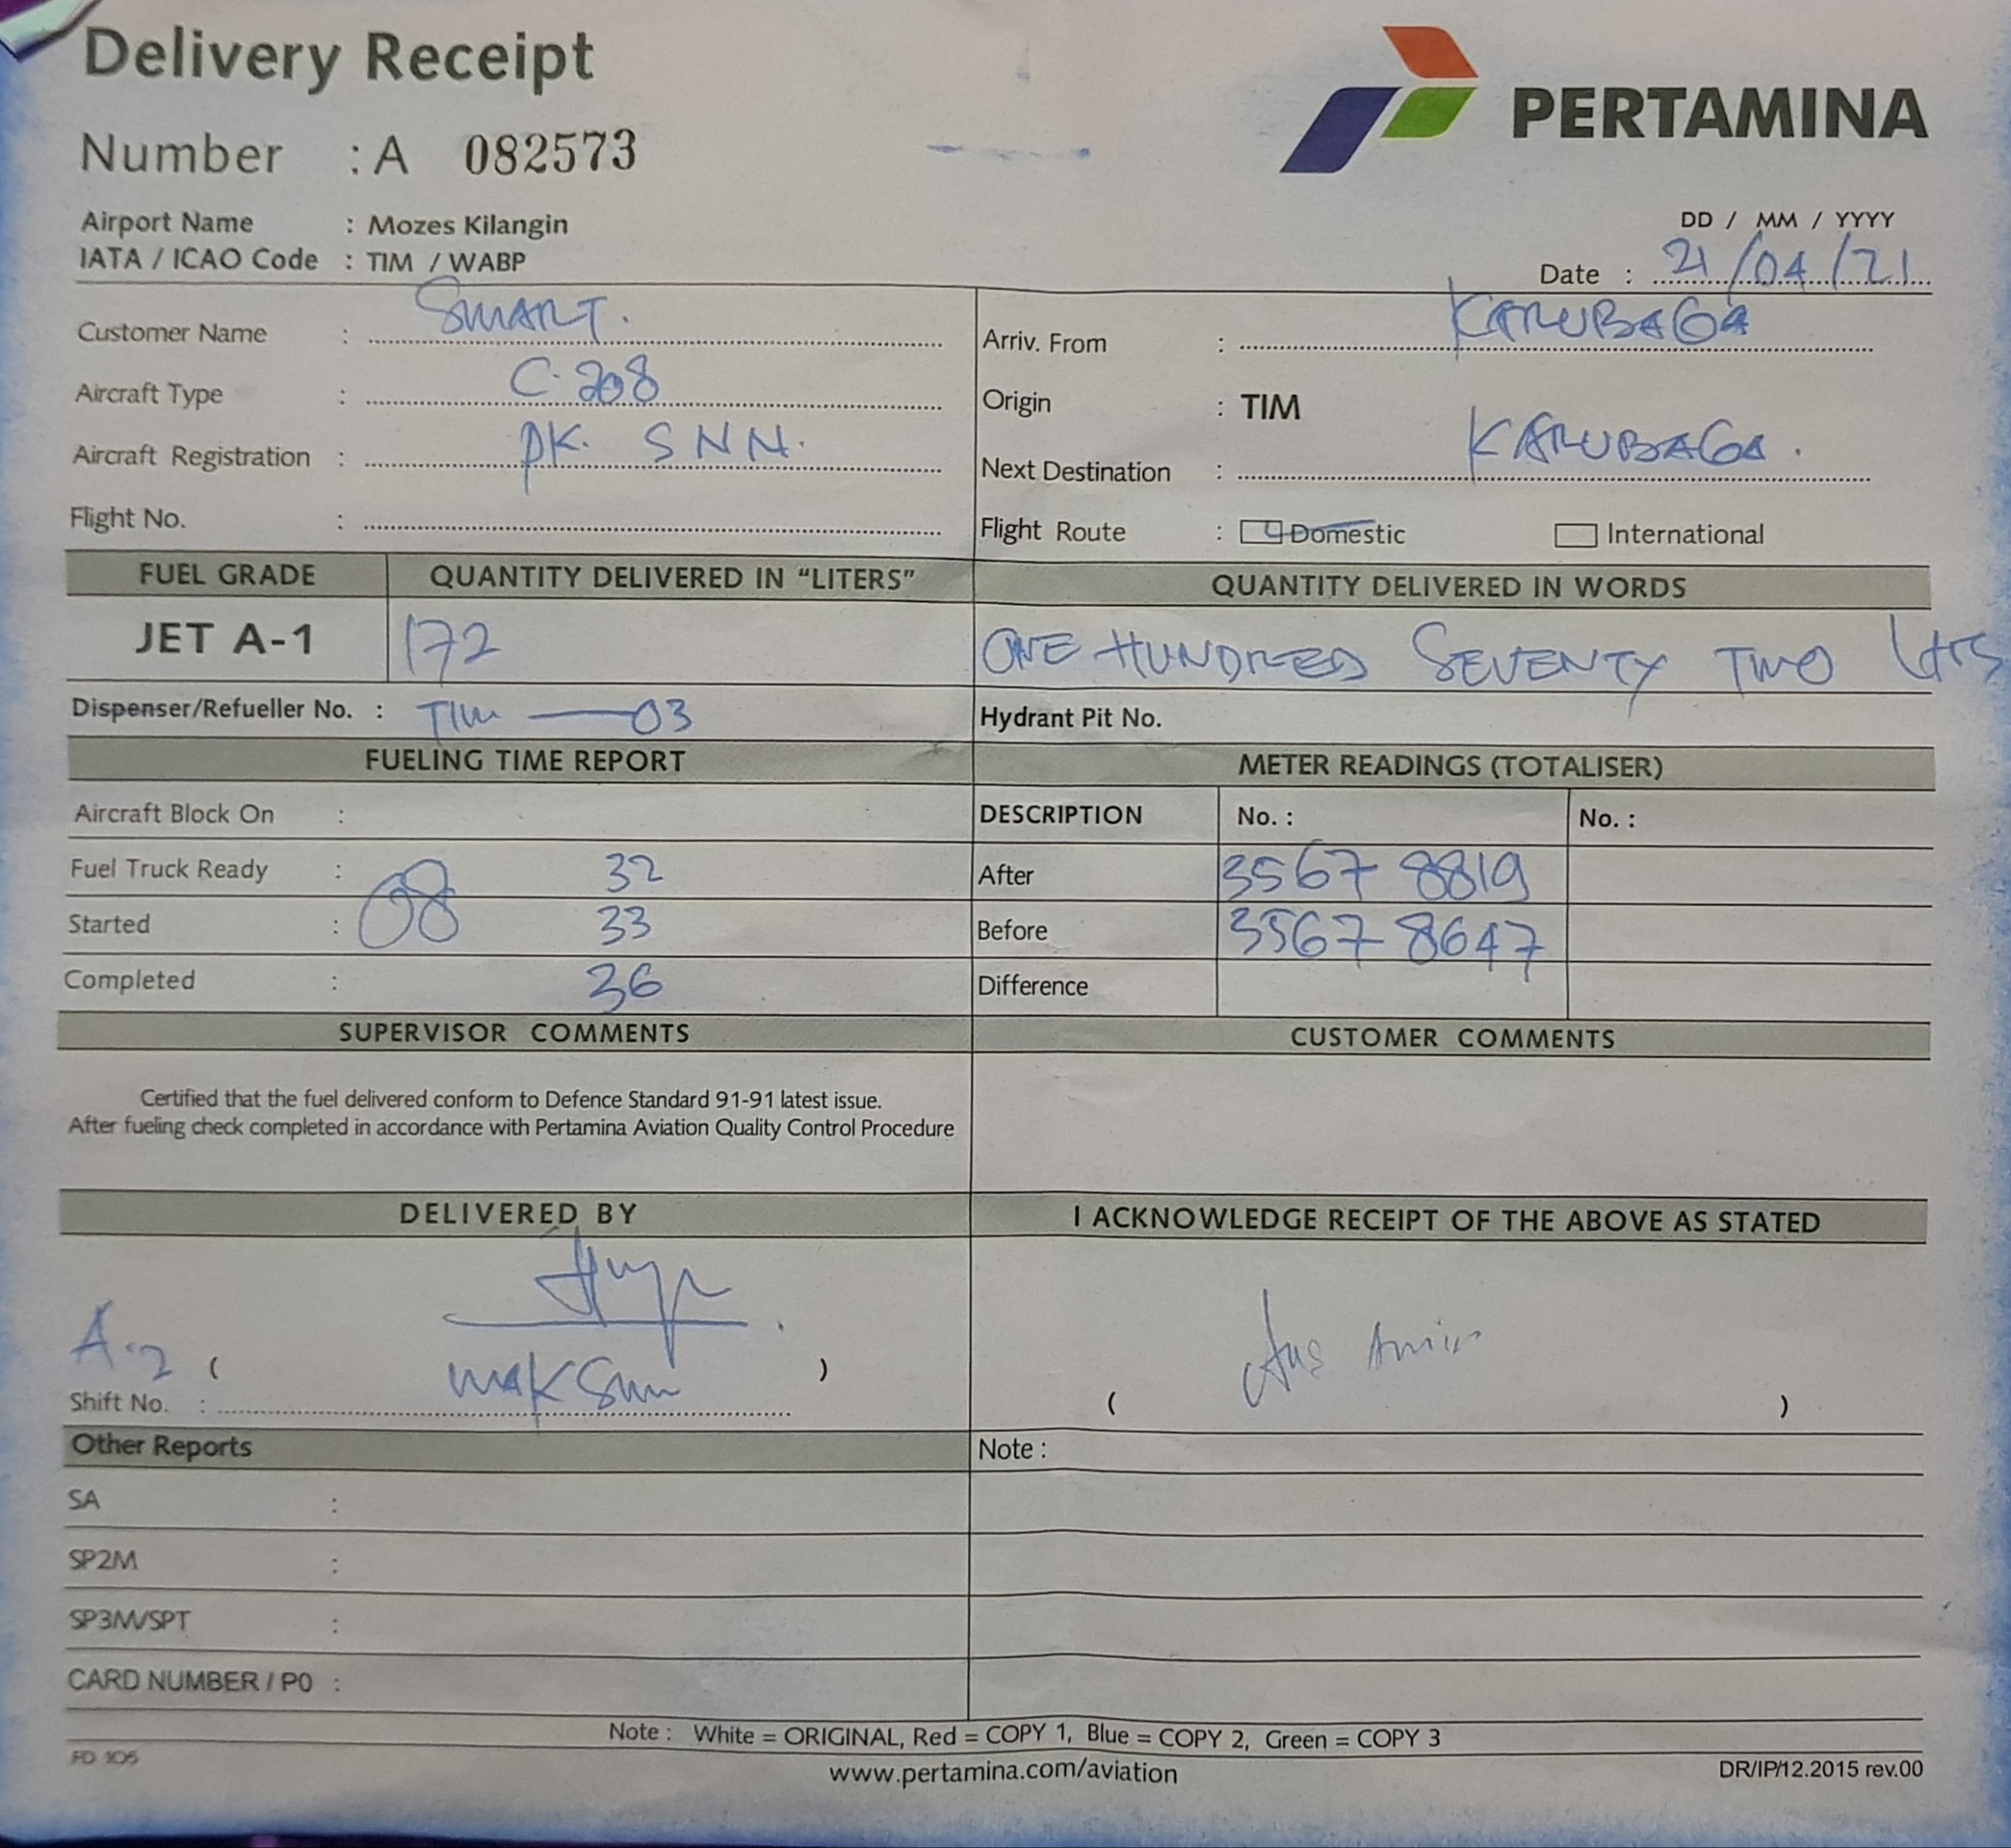 Delivery Receipt
PERTAMINA
Number : A 082573
Airport Name : Mozes Kilangin
IATA / ICAO Code : TIM / WABP
DD / MM / YYYY
Date : 21/04/21
Customer Name : SMART.
Aircraft Type : C-208
Aircraft Registration : PK. SNN.
Flight No. :
Arriv. From : KARUBAGA
Origin : TIM
Next Destination : KARUBAGA.
Flight Route : Domestic International
FUEL GRADE QUANTITY DELIVERED IN “LITERS” QUANTITY DELIVERED IN WORDS
JET A-1 172 ONE HUNDRED SEVENTY TWO Ltrs
Dispenser/Refueller No. : TIM — 03 Hydrant Pit No.
FUELING TIME REPORT METER READINGS (TOTALISER)
Aircraft Block On : DESCRIPTION No. : No. :
Fuel Truck Ready : 08 32 After 3567 8819
Started : 33 Before 3567 8647
Completed : 36 Difference
SUPERVISOR COMMENTS CUSTOMER COMMENTS
Certified that the fuel delivered conform to Defence Standard 91-91 latest issue.
After fueling check completed in accordance with Pertamina Aviation Quality Control Procedure
DELIVERED BY I ACKNOWLEDGE RECEIPT OF THE ABOVE AS STATED
A-2 ( makSum )
Shift No. :
( )
Other Reports Note :
SA :
SP2M :
SP3M/SPT :
CARD NUMBER / P0 :
Note : White = ORIGINAL, Red = COPY 1, Blue = COPY 2, Green = COPY 3
FD 105 www.pertamina.com/aviation DR/IP/12.2015 rev.00